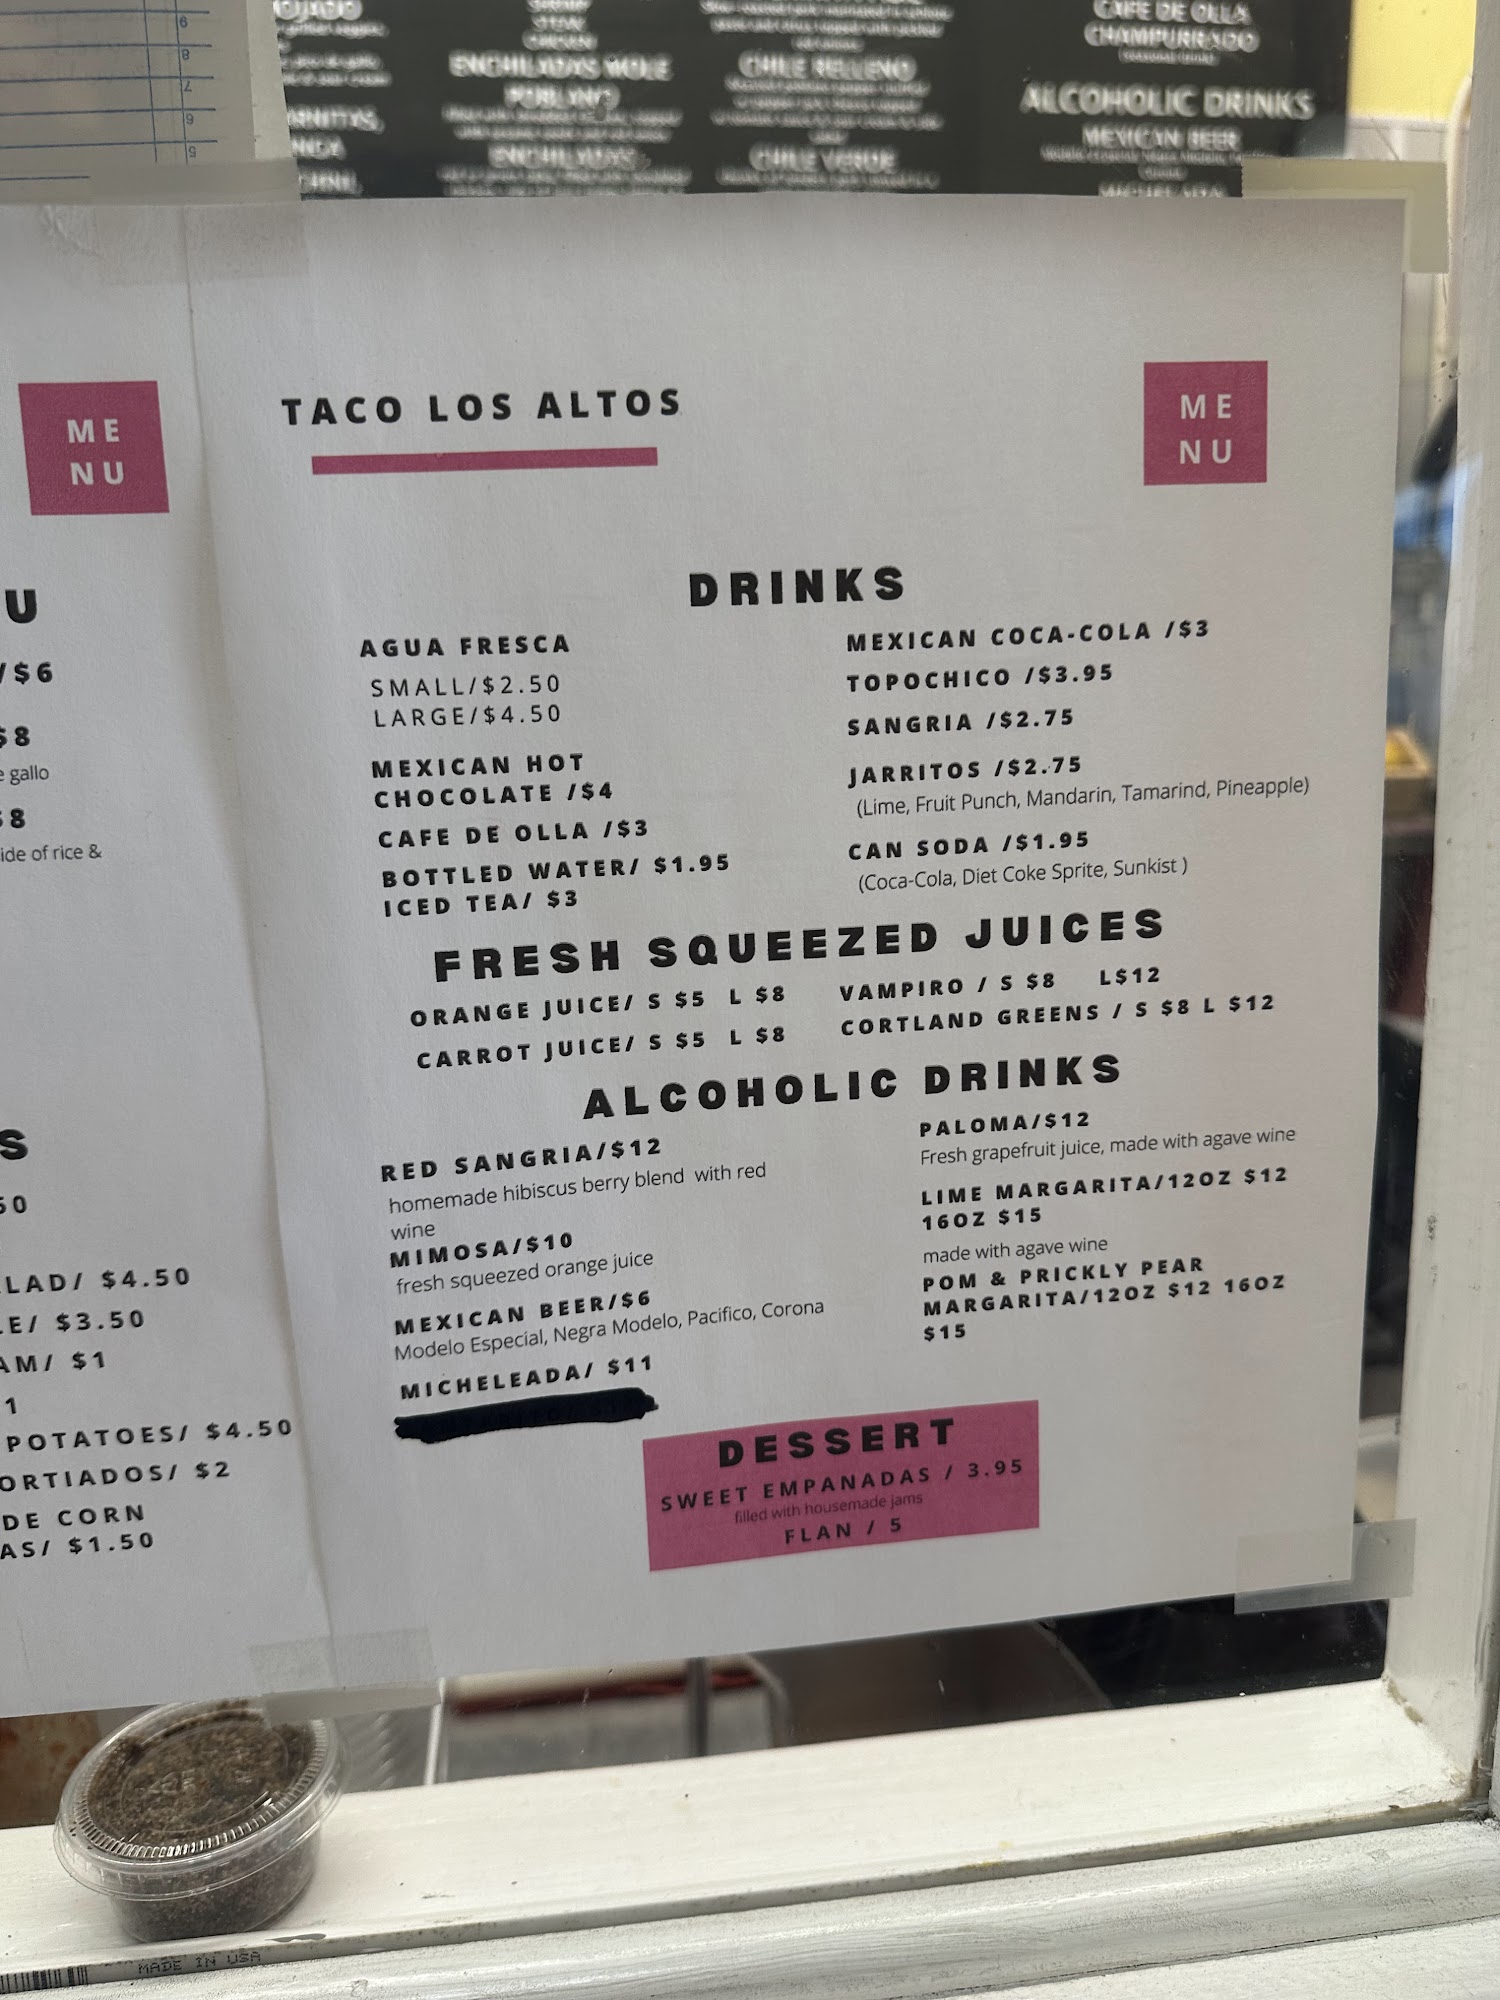 ENCHILADAS MOLE
POBLANO
ENCHILADAS
CHILE RELLENO
CHILE VERDE
CAFE DE OLLA
CHAMPURRADO
ALCOHOLIC DRINKS
MEXICAN BEER
MICHELADA
9
8
7
6
5
ME
NU
U
/$6
$8
e gallo
$8
ide of rice &
S
50
LAD/ $4.50
E/ $3.50
AM/ $1
1
POTATOES/ $4.50
ORTIADOS/ $2
DE CORN
AS/ $1.50
TACO LOS ALTOS
ME
NU
DRINKS
AGUA FRESCA
SMALL/$2.50
LARGE/$4.50
MEXICAN HOT
CHOCOLATE /$4
CAFE DE OLLA /$3
BOTTLED WATER/ $1.95
ICED TEA/ $3
MEXICAN COCA-COLA /$3
TOPOCHICO /$3.95
SANGRIA /$2.75
JARRITOS /$2.75
(Lime, Fruit Punch, Mandarin, Tamarind, Pineapple)
CAN SODA /$1.95
(Coca-Cola, Diet Coke Sprite, Sunkist )
FRESH SQUEEZED JUICES
ORANGE JUICE/ S $5 L $8
CARROT JUICE/ S $5 L $8
VAMPIRO / S $8 L$12
CORTLAND GREENS / S $8 L $12
ALCOHOLIC DRINKS
RED SANGRIA/$12
homemade hibiscus berry blend with red
wine
MIMOSA/$10
fresh squeezed orange juice
MEXICAN BEER/$6
Modelo Especial, Negra Modelo, Pacifico, Corona
MICHELEADA/ $11
PALOMA/$12
Fresh grapefruit juice, made with agave wine
LIME MARGARITA/12OZ $12
16OZ $15
made with agave wine
POM & PRICKLY PEAR
MARGARITA/12OZ $12 16OZ
$15
DESSERT
SWEET EMPANADAS / 3.95
filled with housemade jams
FLAN / 5
MADE IN USA